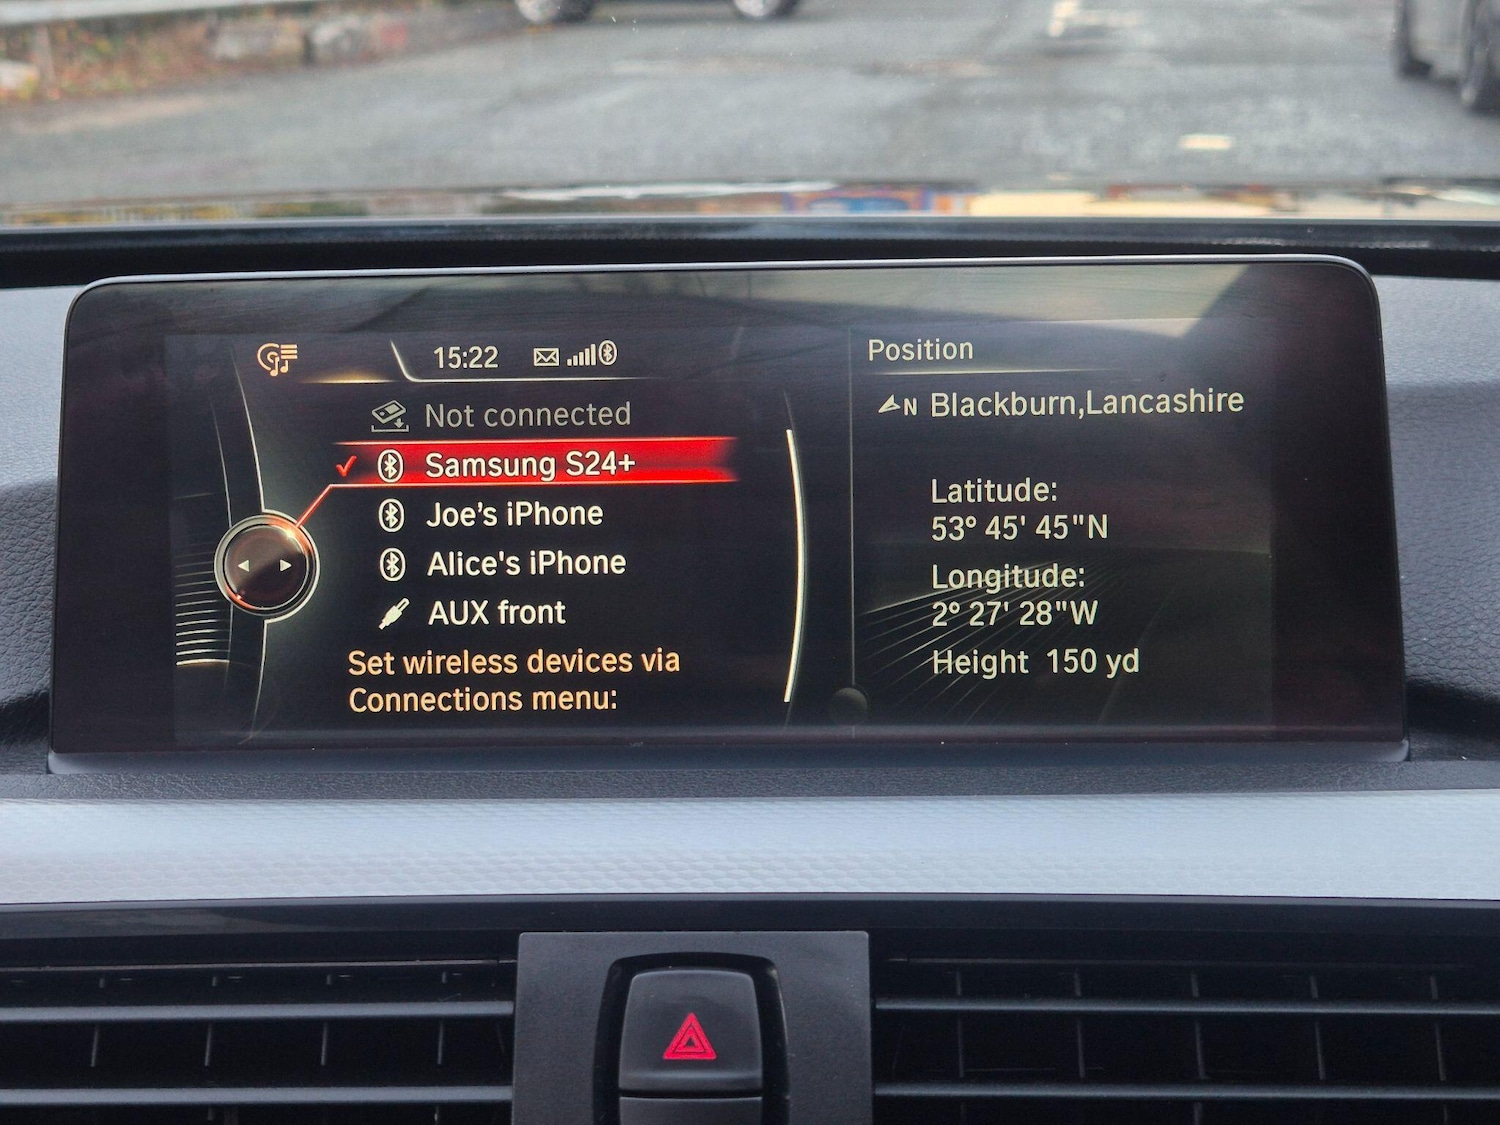 15:22
Not connected
Samsung S24+
Joe’s iPhone
Alice's iPhone
AUX front
Set wireless devices via
Connections menu:
Position
N Blackburn,Lancashire
Latitude:
53° 45' 45"N
Longitude:
2° 27' 28"W
Height 150 yd